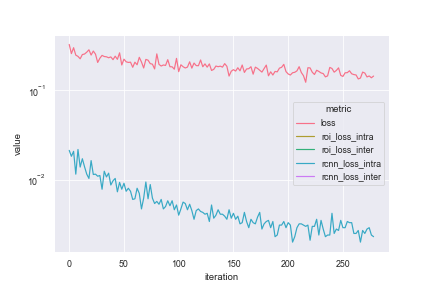 10⁻¹
10⁻²
value
metric
loss
roi_loss_intra
roi_loss_inter
rcnn_loss_intra
rcnn_loss_inter
0 50 100 150 200 250
iteration